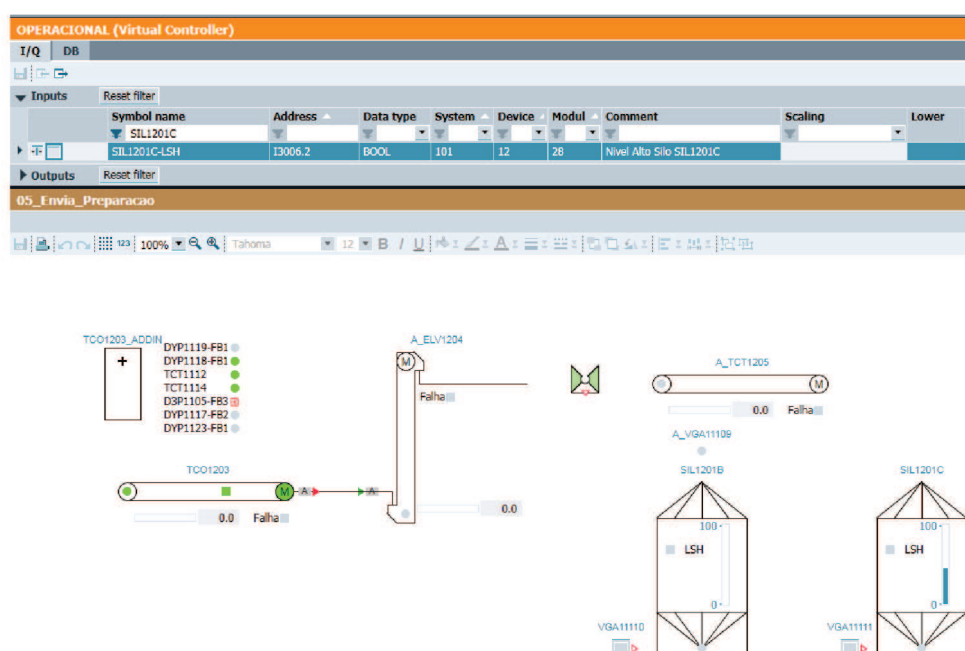 OPERACIONAL (Virtual Controller)
I/Q DB
Inputs Reset filter
Symbol name Address Data type System Device Modul Comment Scaling Lower
SIL1201C
SIL1201C-LSH I3006.2 BOOL 101 12 28 Nivel Alto Silo SIL1201C
Outputs Reset filter
05_Envia_Preparacao
123 100% Tahoma 12 B I U A
TCO1203_ADDIN
+
DYP1119-FB1
DYP1118-FB1
TCT1112
TCT1114
D3P1105-FB3
DYP1117-FB2
DYP1123-FB1
A_ELV1204
M
Falha
A_TCT1205
M
0.0 Falha
A_VGA11109
TCO1203
M A A
0.0 Falha
0.0
SIL1201B
100
LSH
0
VGA11110
SIL1201C
100
LSH
0
VGA11111